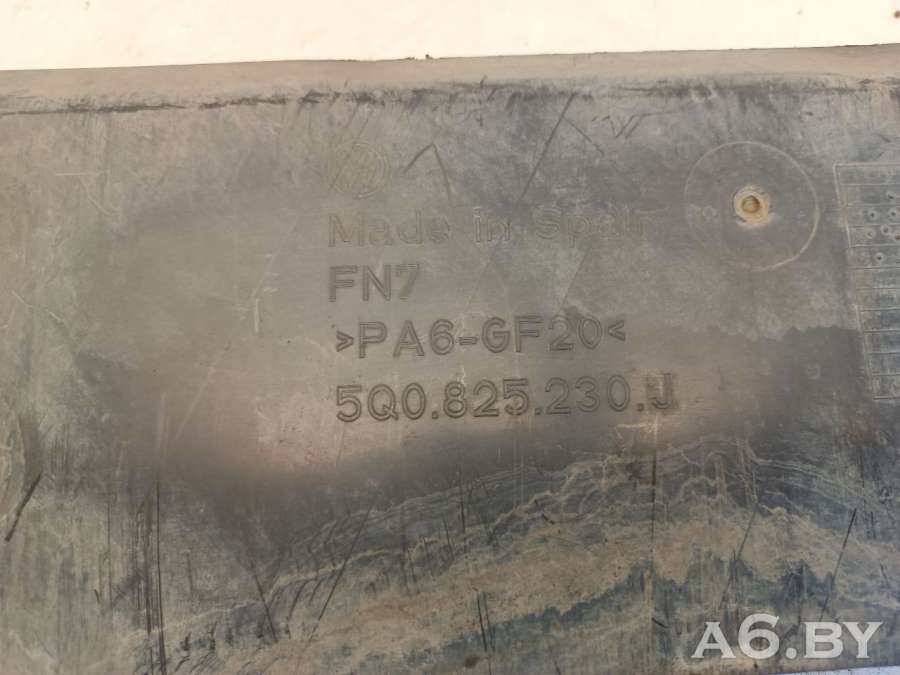 Made in Spain
FN7
>PA6-GF20<
5Q0.825.230.J
A6.BY